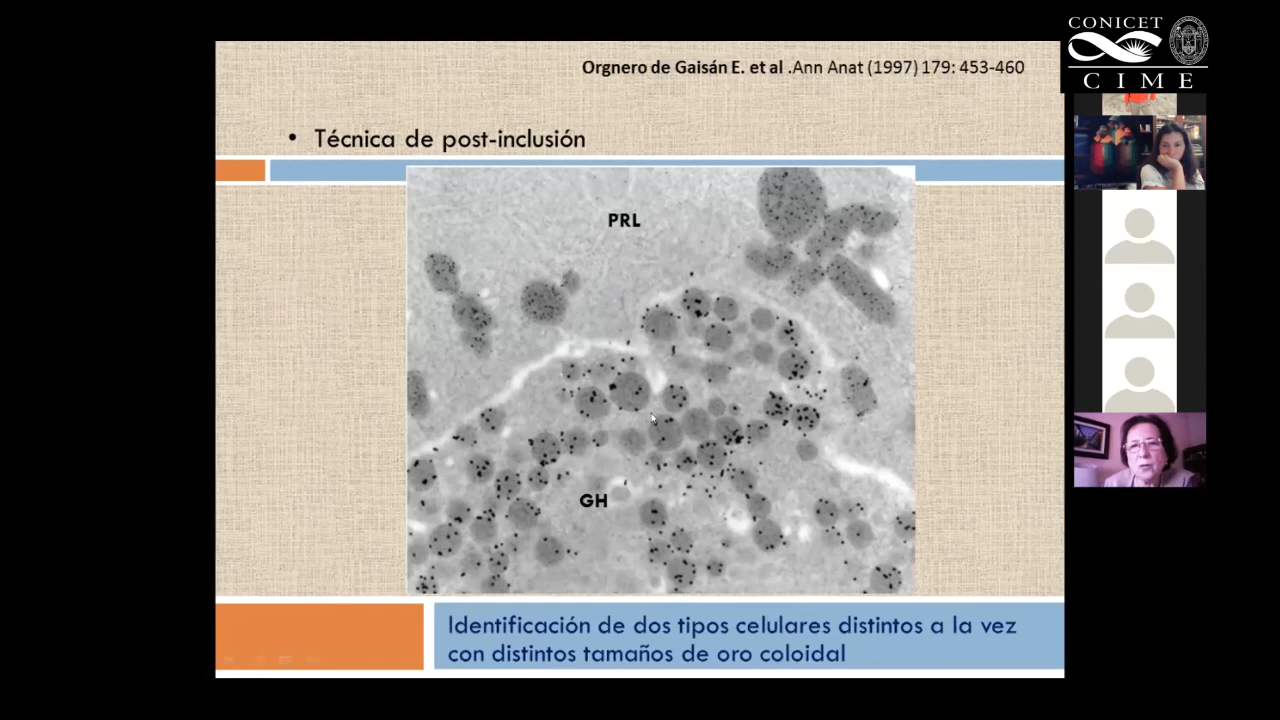 CONICET
CIME
Orgnero de Gaisán E. et al .Ann Anat (1997) 179: 453-460
• Técnica de post-inclusión
PRL
GH
Identificación de dos tipos celulares distintos a la vez
con distintos tamaños de oro coloidal